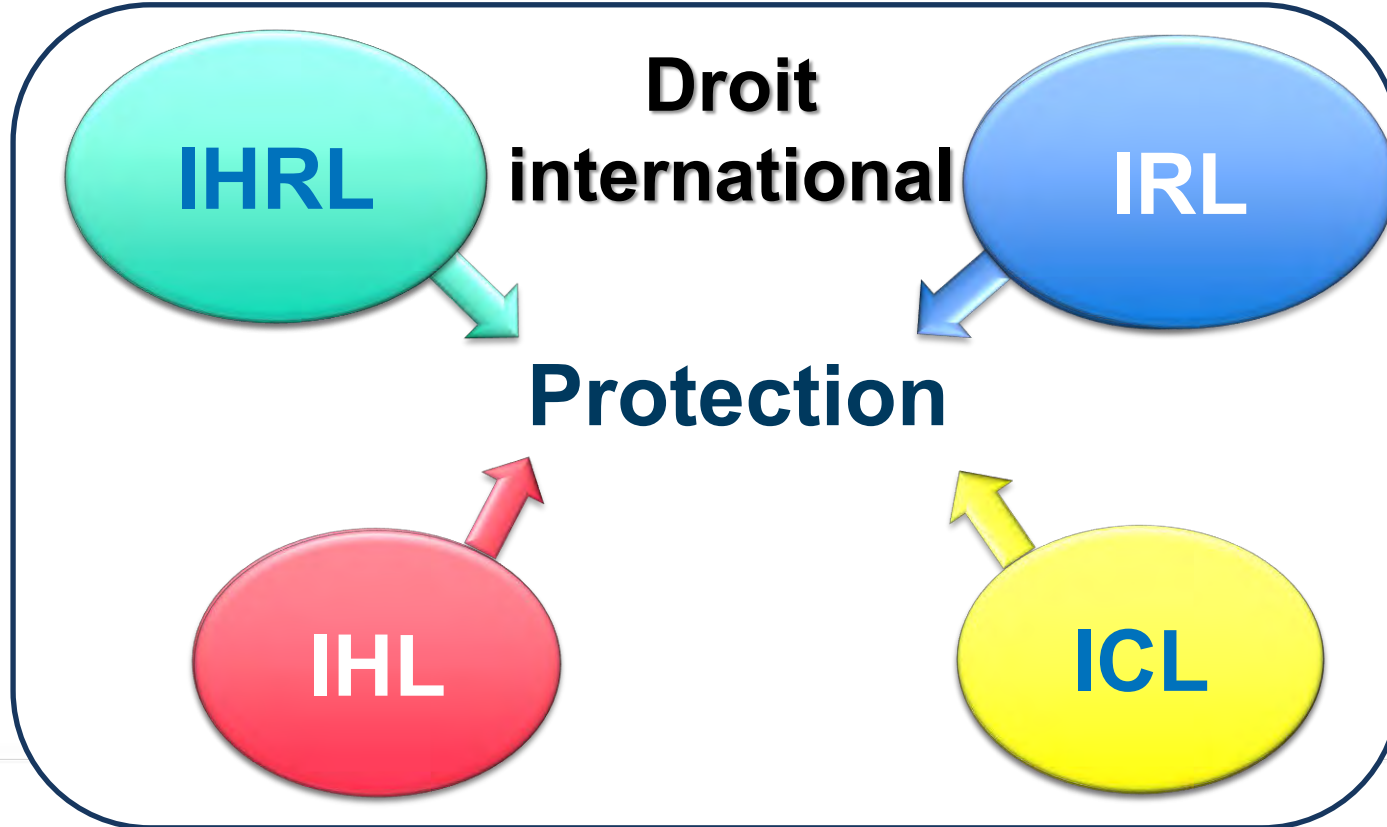 Droit
international
IHRL
IRL
Protection
IHL
ICL